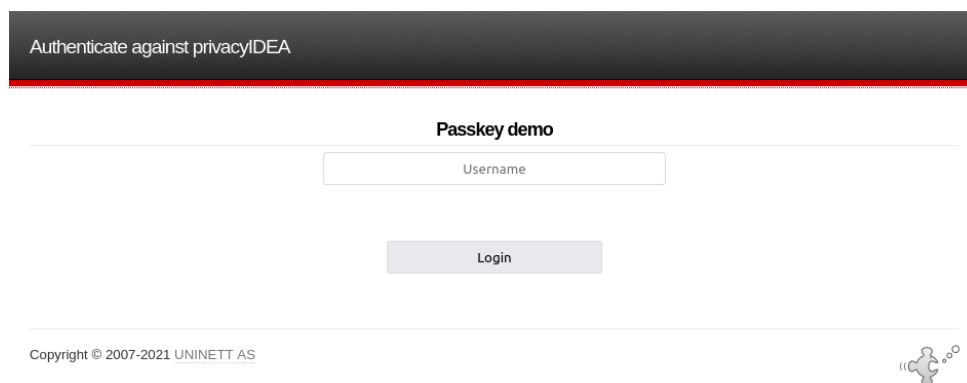 Authenticate against privacyIDEA
Passkey demo
Username
Login
Copyright © 2007-2021 UNINETT AS